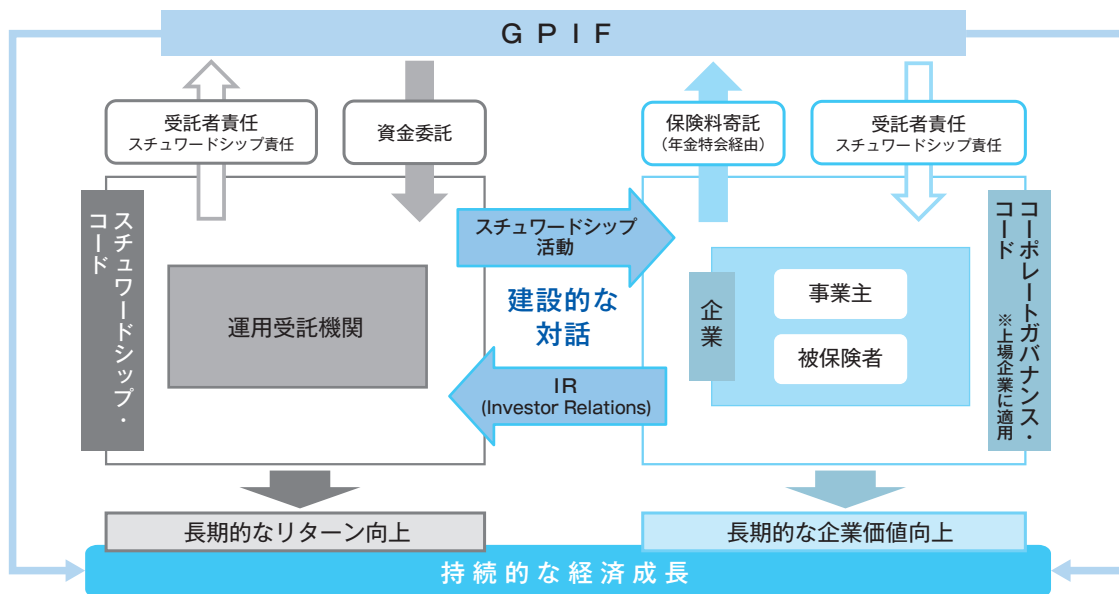 GPIF
受託者責任
スチュワードシップ責任
資金委託
保険料寄託
（年金特会経由）
受託者責任
スチュワードシップ責任
スチュワードシップ・
コード
運用受託機関
スチュワードシップ
活動
建設的な
対話
IR
(Investor Relations)
企業
事業主
被保険者
コーポレートガバナンス・
コード
※上場企業に適用
長期的なリターン向上
長期的な企業価値向上
持続的な経済成長